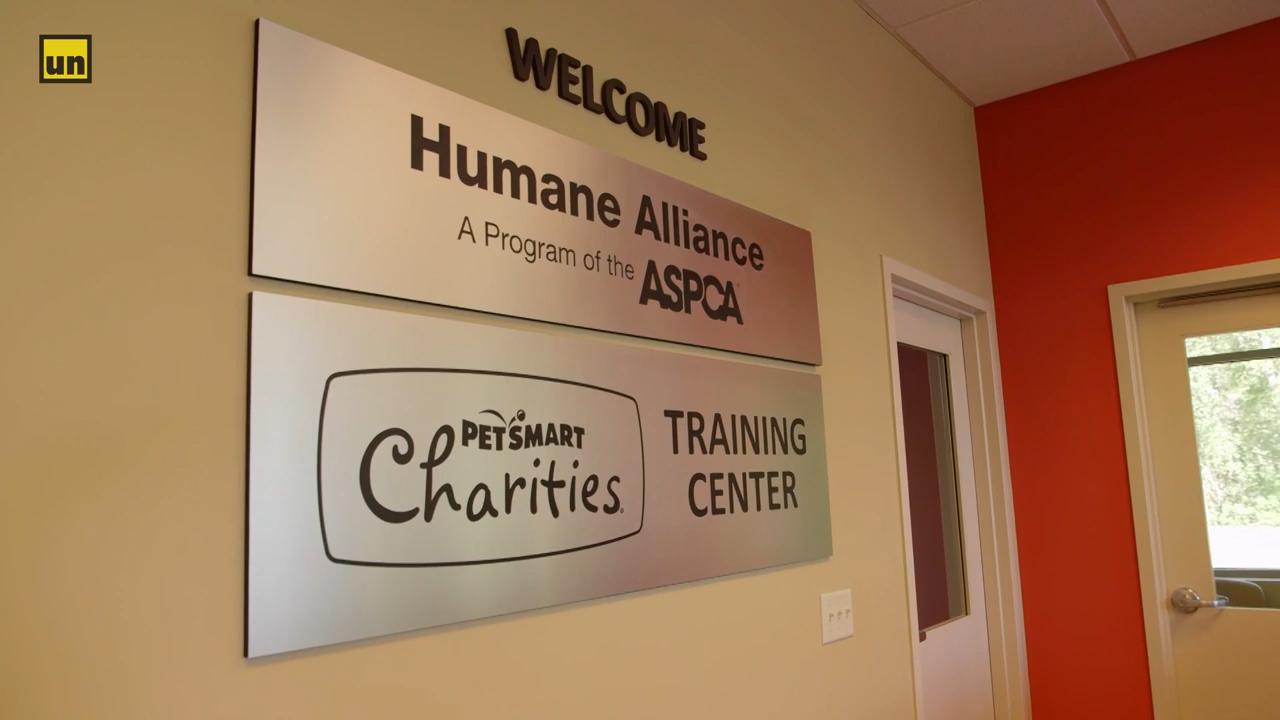 un
WELCOME
Humane Alliance
A Program of the ASPCA
PETSMART
Charities®
TRAINING
CENTER